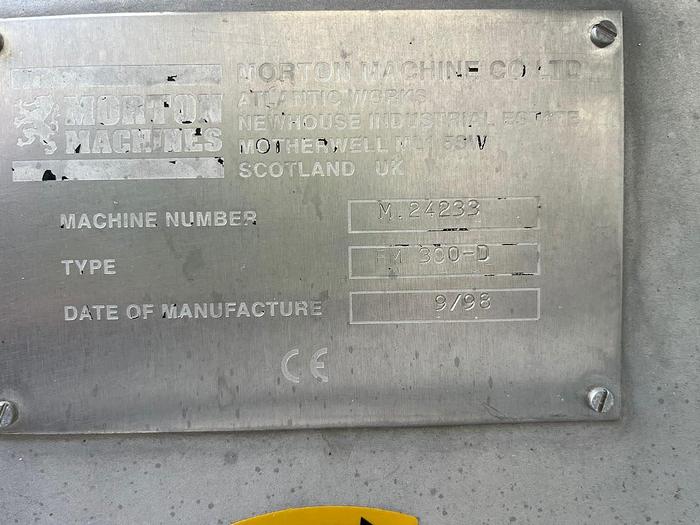 MORTON MACHINES
MORTON MACHINE CO LTD
ATLANTIC WORKS
NEWHOUSE INDUSTRIAL ESTATE
MOTHERWELL
SCOTLAND UK
MACHINE NUMBER M.24233
TYPE 300-D
DATE OF MANUFACTURE 9/98
CE